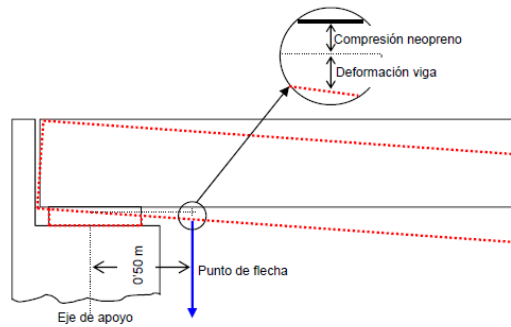 Compresión neopreno
Deformación viga
0'50 m
Punto de flecha
Eje de apoyo